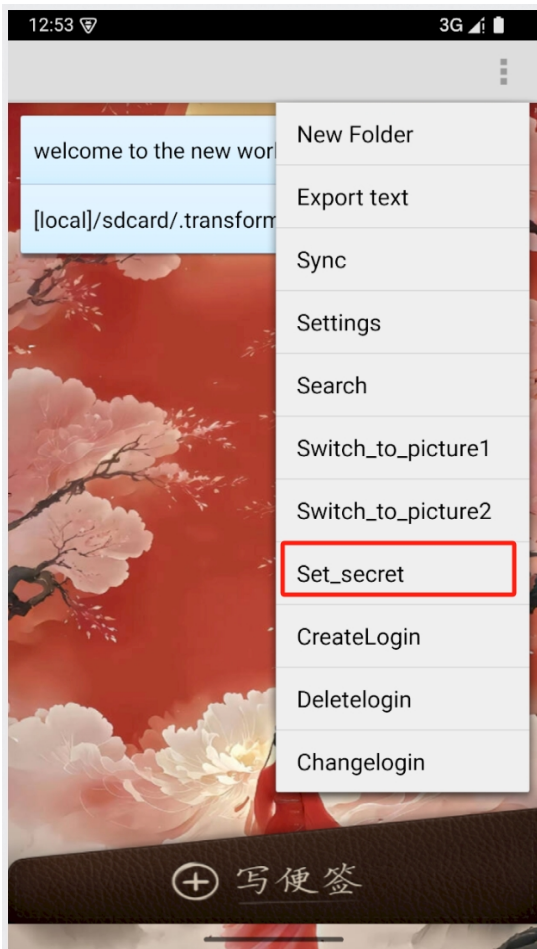 12:53
3G
welcome to the new worl
[local]/sdcard/.transform
New Folder
Export text
Sync
Settings
Search
Switch_to_picture1
Switch_to_picture2
Set_secret
CreateLogin
Deletelogin
Changelogin
写便签